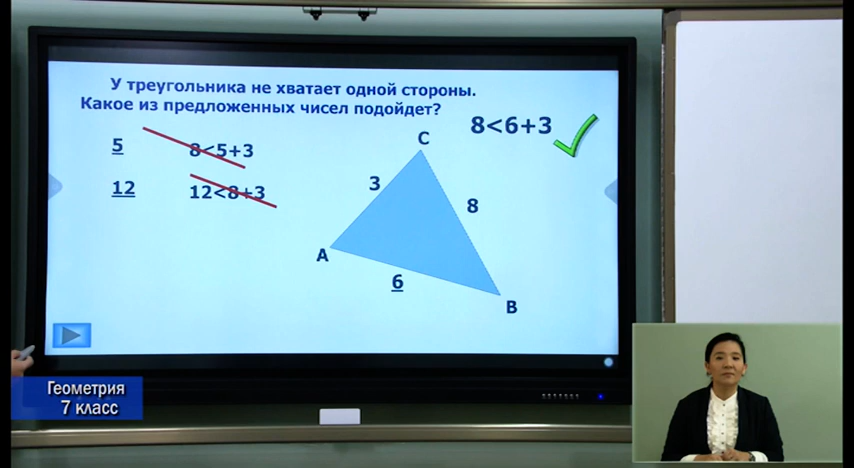 У треугольника не хватает одной стороны.
Какое из предложенных чисел подойдет?
8<6+3
5 8<5+3
12 12<8+3
C
3
8
A
6
B
Геометрия
7 класс